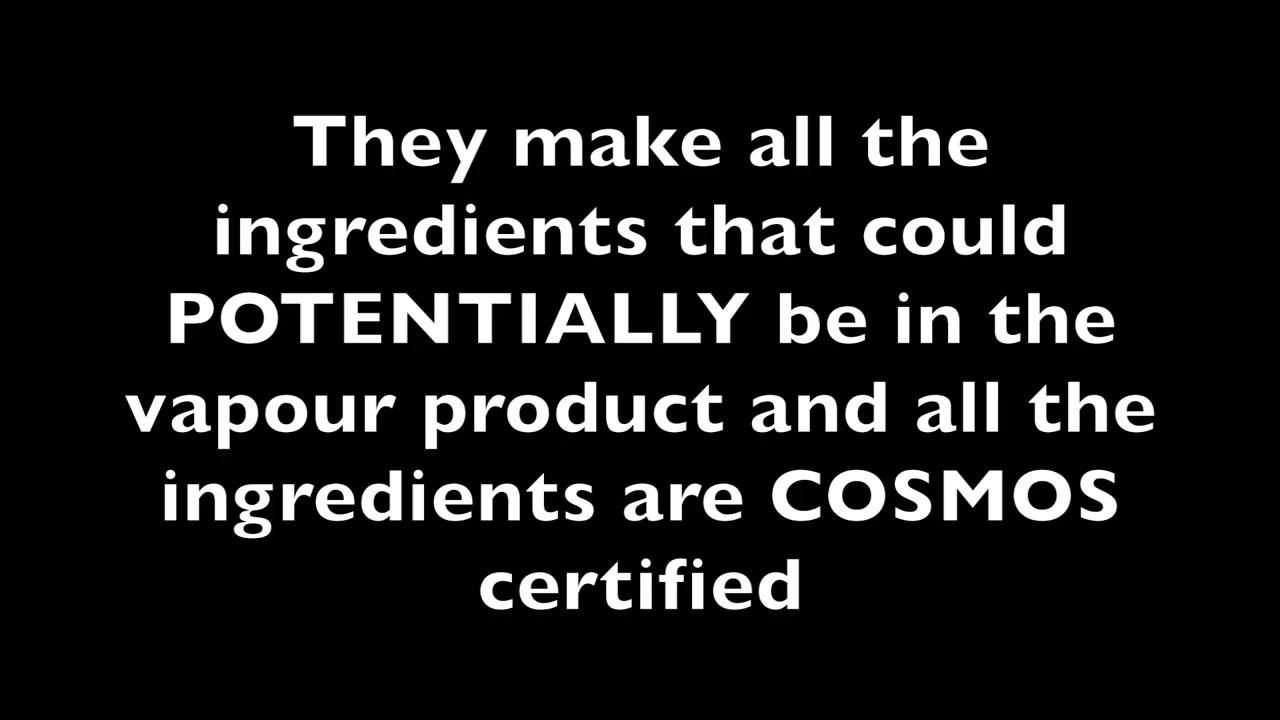 They make all the
ingredients that could
POTENTIALLY be in the
vapour product and all the
ingredients are COSMOS
certified